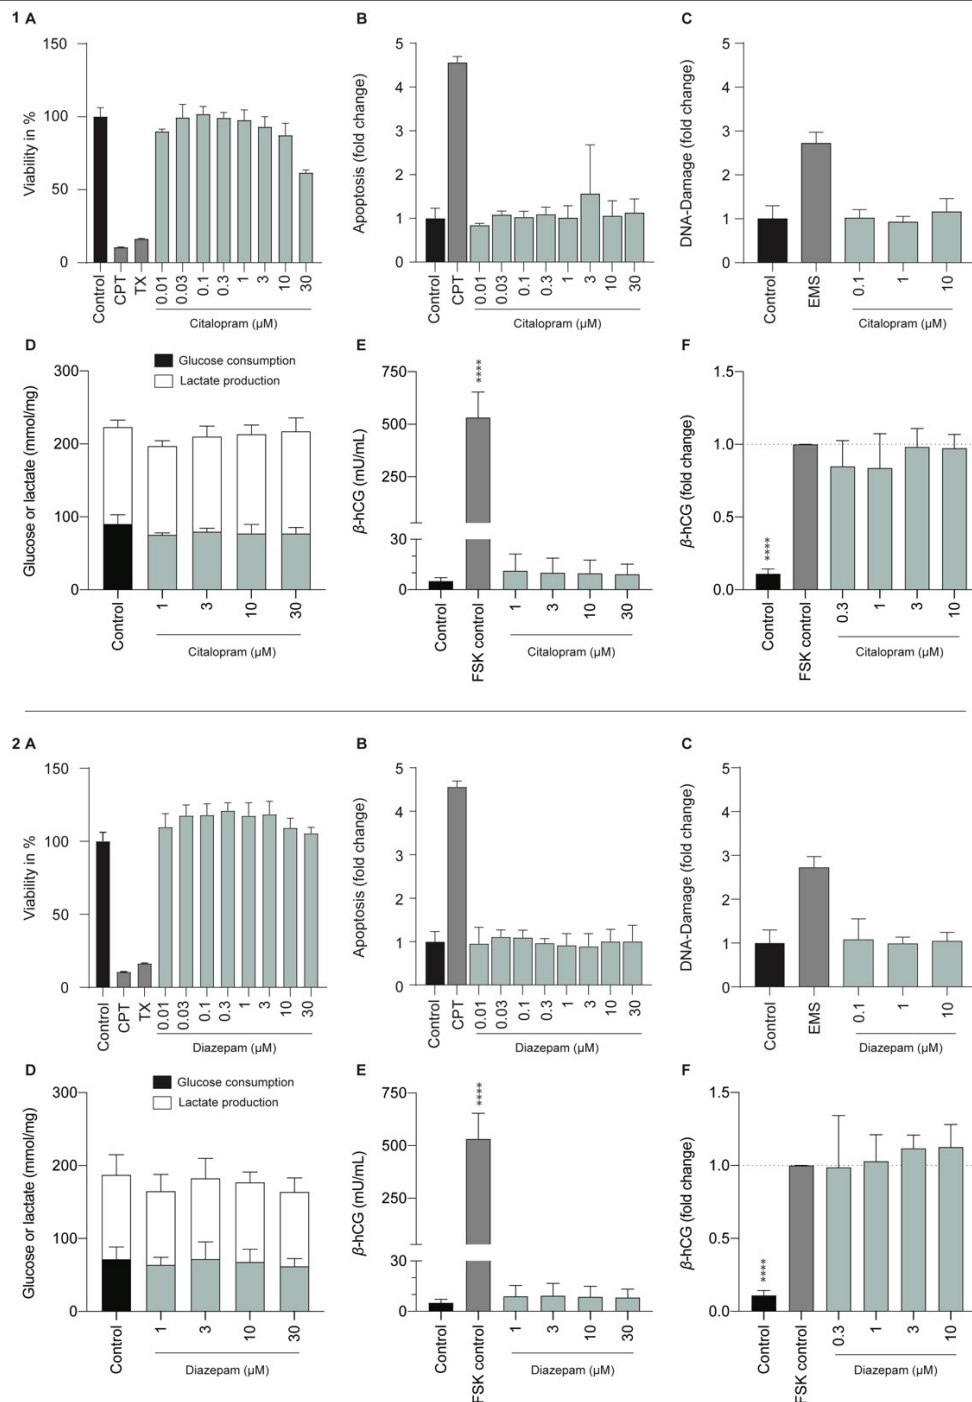 1 A
Viability in %
150
100
50
0
Control
CPT
TX
0.01
0.03
0.1
0.3
1
3
10
30
Citalopram (µM)
B
Apoptosis (fold change)
5
4
3
2
1
0
Control
CPT
0.01
0.03
0.1
0.3
1
3
10
30
Citalopram (µM)
C
DNA-Damage (fold change)
5
4
3
2
1
0
Control
EMS
0.1
1
10
Citalopram (µM)
D
Glucose consumption
Lactate production
Glucose or lactate (mmol/mg)
300
200
100
0
Control
1
3
10
30
Citalopram (µM)
E
β-hCG (mU/mL)
750
500
250
30
0
****
Control
FSK control
1
3
10
30
Citalopram (µM)
F
β-hCG (fold change)
1.5
1.0
0.5
0.0
****
Control
FSK control
0.3
1
3
10
Citalopram (µM)
2 A
Viability in %
150
100
50
0
Control
CPT
TX
0.01
0.03
0.1
0.3
1
3
10
30
Diazepam (µM)
B
Apoptosis (fold change)
5
4
3
2
1
0
Control
CPT
0.01
0.03
0.1
0.3
1
3
10
30
Diazepam (µM)
C
DNA-Damage (fold change)
5
4
3
2
1
0
Control
EMS
0.1
1
10
Diazepam (µM)
D
Glucose consumption
Lactate production
Glucose or lactate (mmol/mg)
300
200
100
0
Control
1
3
10
30
Diazepam (µM)
E
β-hCG (mU/mL)
750
500
250
30
0
****
Control
FSK control
1
3
10
30
Diazepam (µM)
F
β-hCG (fold change)
1.5
1.0
0.5
0.0
****
Control
FSK control
0.3
1
3
10
Diazepam (µM)